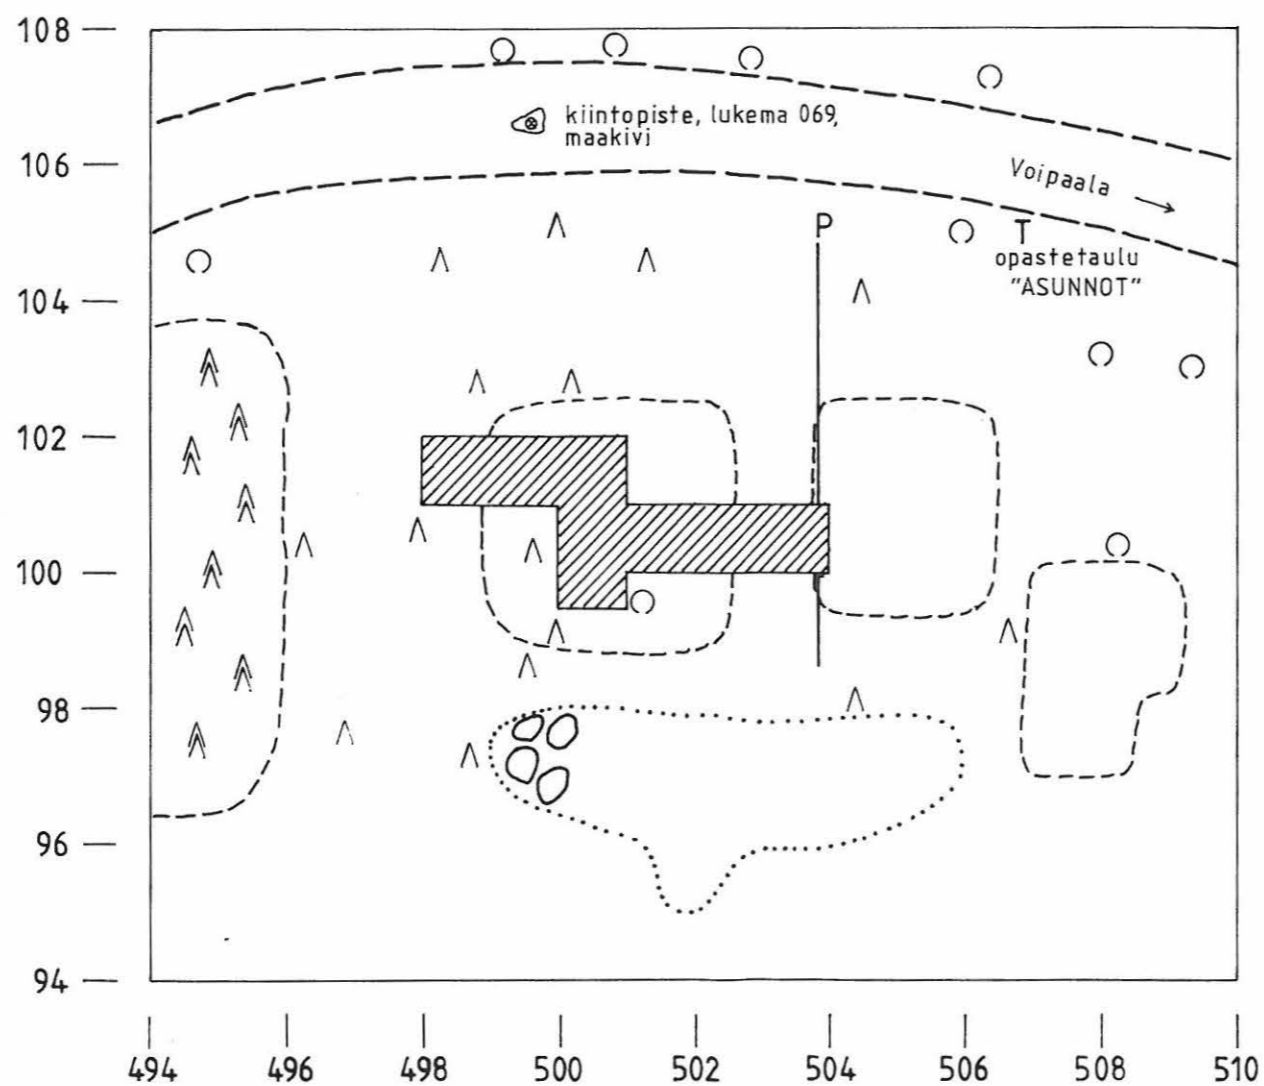 108
kiintopiste, lukema 069,
maakivi
106
Voipaala →
P
T
opastetaulu
"ASUNNOT"
104
102
100
98
96
94
494 496 498 500 502 504 506 508 510